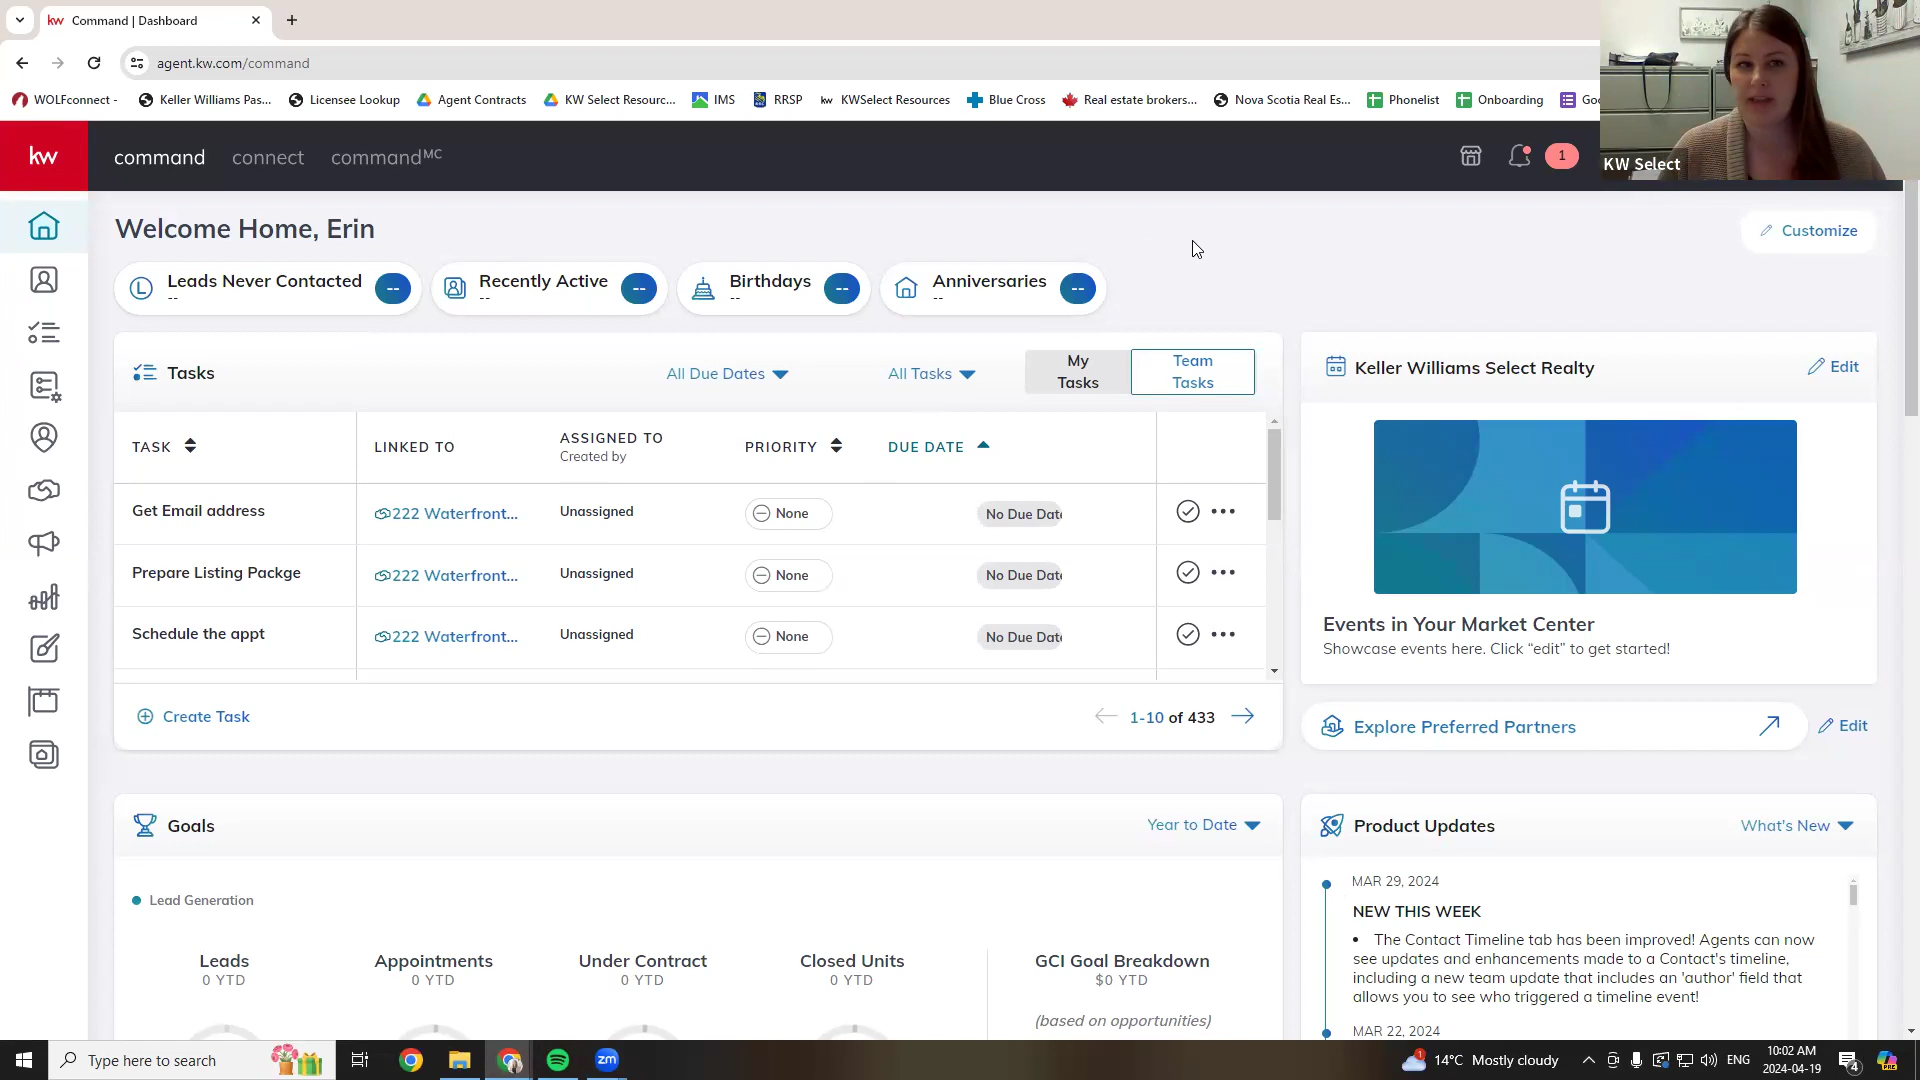 kw Command | Dashboard
agent.kw.com/command
WOLFconnect -
Keller Williams Pas...
Licensee Lookup
Agent Contracts
KW Select Resourc...
IMS
RRSP
kw KWSelect Resources
Blue Cross
Real estate brokers...
Nova Scotia Real Es...
Phonelist
Onboarding
Goo
KW Select
kw
command
connect
commandMC
1
Welcome Home, Erin
Customize
Leads Never Contacted
--
--
Recently Active
--
--
Birthdays
--
--
Anniversaries
--
--
Tasks
All Due Dates
All Tasks
My
Tasks
Team
Tasks
TASK
LINKED TO
ASSIGNED TO
Created by
PRIORITY
DUE DATE
Get Email address
222 Waterfront...
Unassigned
None
No Due Date
Prepare Listing Packge
222 Waterfront...
Unassigned
None
No Due Date
Schedule the appt
222 Waterfront...
Unassigned
None
No Due Date
Create Task
1-10 of 433
Keller Williams Select Realty
Edit
Events in Your Market Center
Showcase events here. Click “edit” to get started!
Explore Preferred Partners
Edit
Goals
Year to Date
Lead Generation
Leads
0 YTD
Appointments
0 YTD
Under Contract
0 YTD
Closed Units
0 YTD
GCI Goal Breakdown
$0 YTD
(based on opportunities)
Product Updates
What's New
MAR 29, 2024
NEW THIS WEEK
• The Contact Timeline tab has been improved! Agents can now
see updates and enhancements made to a Contact's timeline,
including a new team update that includes an 'author' field that
allows you to see who triggered a timeline event!
MAR 22, 2024
Type here to search
zm
1
14°C Mostly cloudy
ENG
10:02 AM
2024-04-19
4
PRE